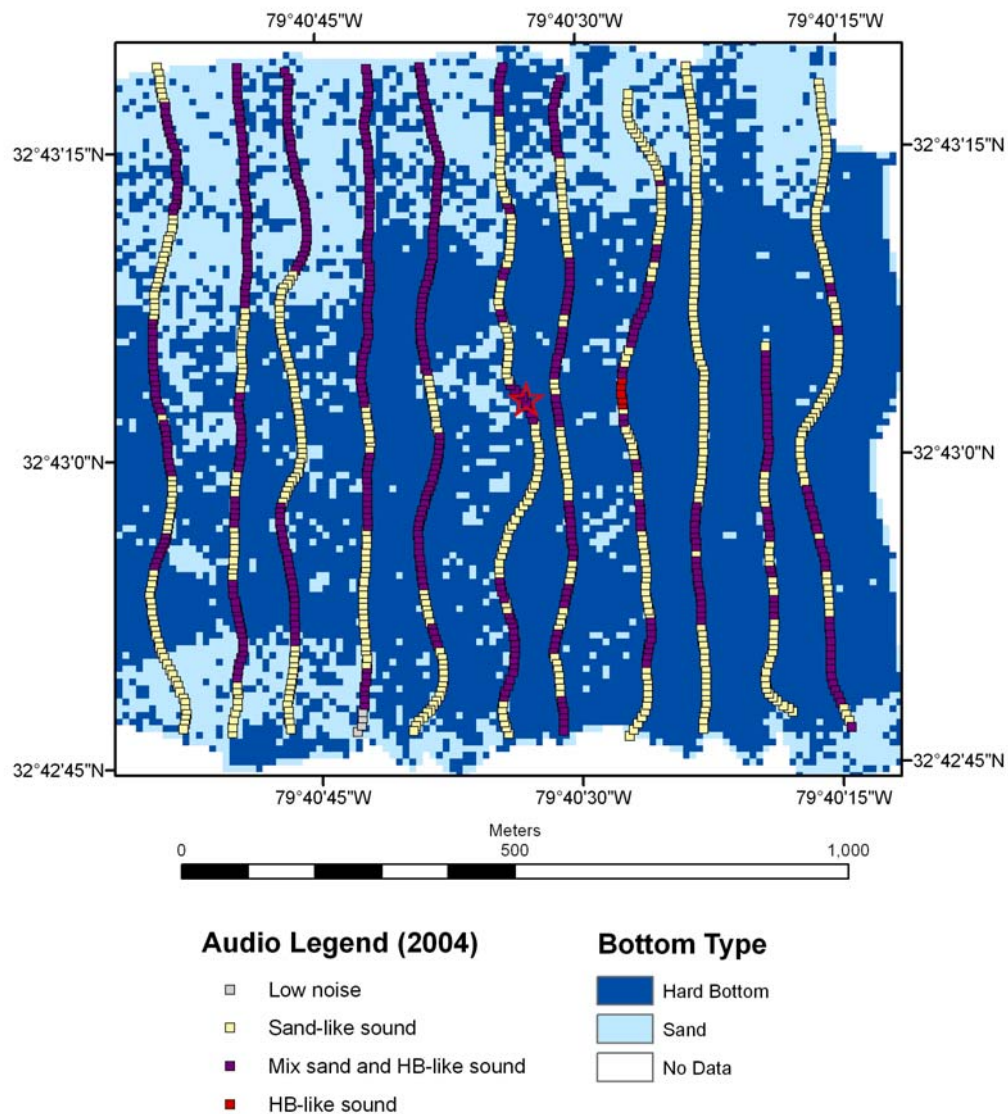 79°40'45"W 79°40'30"W 79°40'15"W
32°43'15"N 32°43'15"N
32°43'0"N 32°43'0"N
32°42'45"N 32°42'45"N
79°40'45"W 79°40'30"W 79°40'15"W
Meters
0 500 1,000
Audio Legend (2004)
Low noise
Sand-like sound
Mix sand and HB-like sound
HB-like sound
Bottom Type
Hard Bottom
Sand
No Data